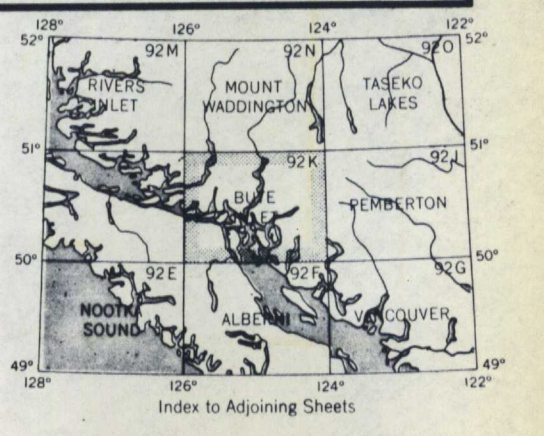 128° 126° 124° 122°
52° 92M 92N 92O 52°
RIVERS MOUNT TASEKO
INLET WADDINGTON LAKES
51° 92K 92J 51°
BUTE PEMBERTON
INLET
50° 92E 92F 92G 50°
NOOTKA ALBERNI VANCOUVER
SOUND
49° 49°
128° 126° 124° 122°
Index to Adjoining Sheets